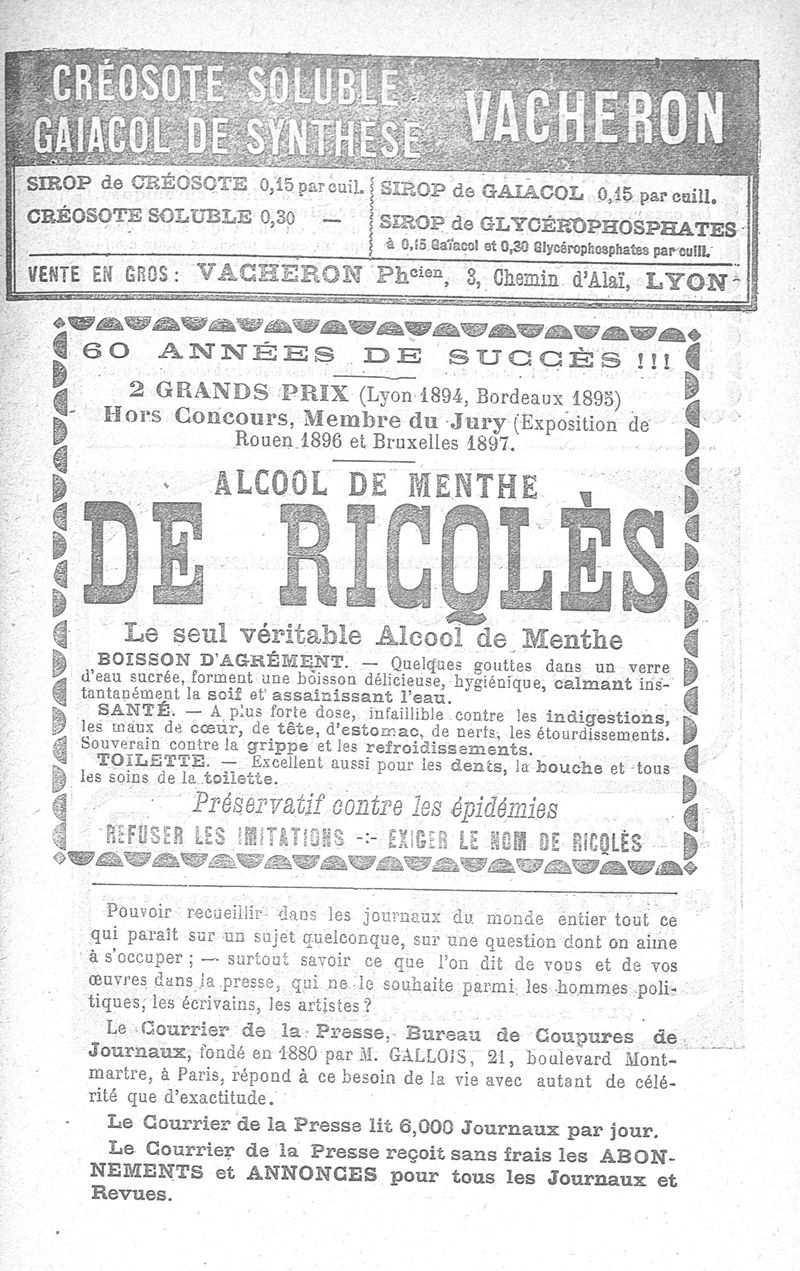 CRÉOSOTE SOLUBLE
GAIACOL DE SYNTHÈSE
VACHERON
SIROP de CRÉOSOTE 0,15 par cuil.
CRÉOSOTE SOLUBLE 0,30 —
SIROP de GAIACOL 0,15 par cuill.
SIROP de GLYCÉROPHOSPHATES
à 0,15 Gaïacol et 0,30 Glycérophosphates par cuill.
VENTE EN GROS : VACHERON Phcien, 3, Chemin d'Alaï, LYON
60 ANNÉES DE SUCCÈS !!!
2 GRANDS PRIX (Lyon 1894, Bordeaux 1895)
Hors Concours, Membre du Jury (Exposition de
Rouen 1896 et Bruxelles 1897.
ALCOOL DE MENTHE
DE RICQLÈS
Le seul véritable Alcool de Menthe
BOISSON D'AGRÉMENT. — Quelques gouttes dans un verre
d'eau sucrée, forment une boisson délicieuse, hygiénique, calmant ins-
tantanément la soif et assainissant l'eau.
SANTÉ. — A plus forte dose, infaillible contre les indigestions,
les maux de cœur, de tête, d'estomac, de nerfs, les étourdissements.
Souverain contre la grippe et les refroidissements.
TOILETTE. — Excellent aussi pour les dents, la bouche et tous
les soins de la toilette.
Préservatif contre les épidémies
REFUSER LES IMITATIONS -:- EXIGER LE NOM DE RICQLÈS
Pouvoir recueillir dans les journaux du monde entier tout ce
qui paraît sur un sujet quelconque, sur une question dont on aime
à s'occuper ; — surtout savoir ce que l'on dit de vous et de vos
œuvres dans la presse, qui ne le souhaite parmi les hommes poli-
tiques, les écrivains, les artistes ?
Le Courrier de la Presse, Bureau de Coupures de
Journaux, fondé en 1880 par M. GALLOIS, 21, boulevard Mont-
martre, à Paris, répond à ce besoin de la vie avec autant de célé-
rité que d'exactitude.
Le Courrier de la Presse lit 6,000 Journaux par jour.
Le Courrier de la Presse reçoit sans frais les ABON-
NEMENTS et ANNONCES pour tous les Journaux et
Revues.